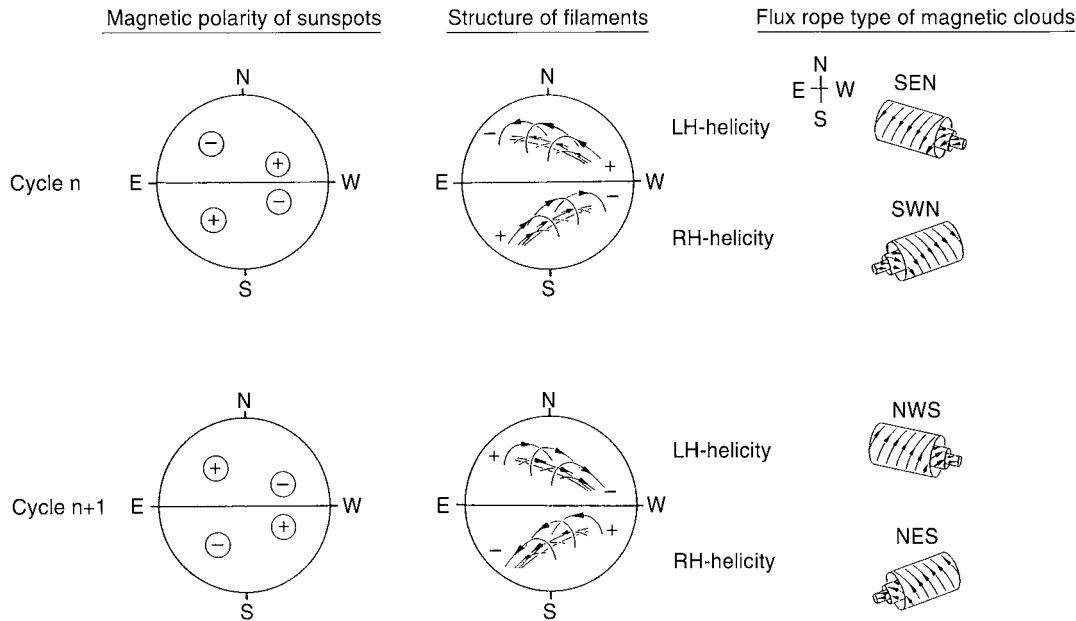 Magnetic polarity of sunspots
Structure of filaments
Flux rope type of magnetic clouds
Cycle n
N
E
W
S
−
+
−
+
N
E
W
S
−
+
−
+
LH-helicity
RH-helicity
N
E W
S
SEN
SWN
Cycle n+1
N
E
W
S
+
−
+
−
N
E
W
S
+
−
+
−
LH-helicity
RH-helicity
NWS
NES